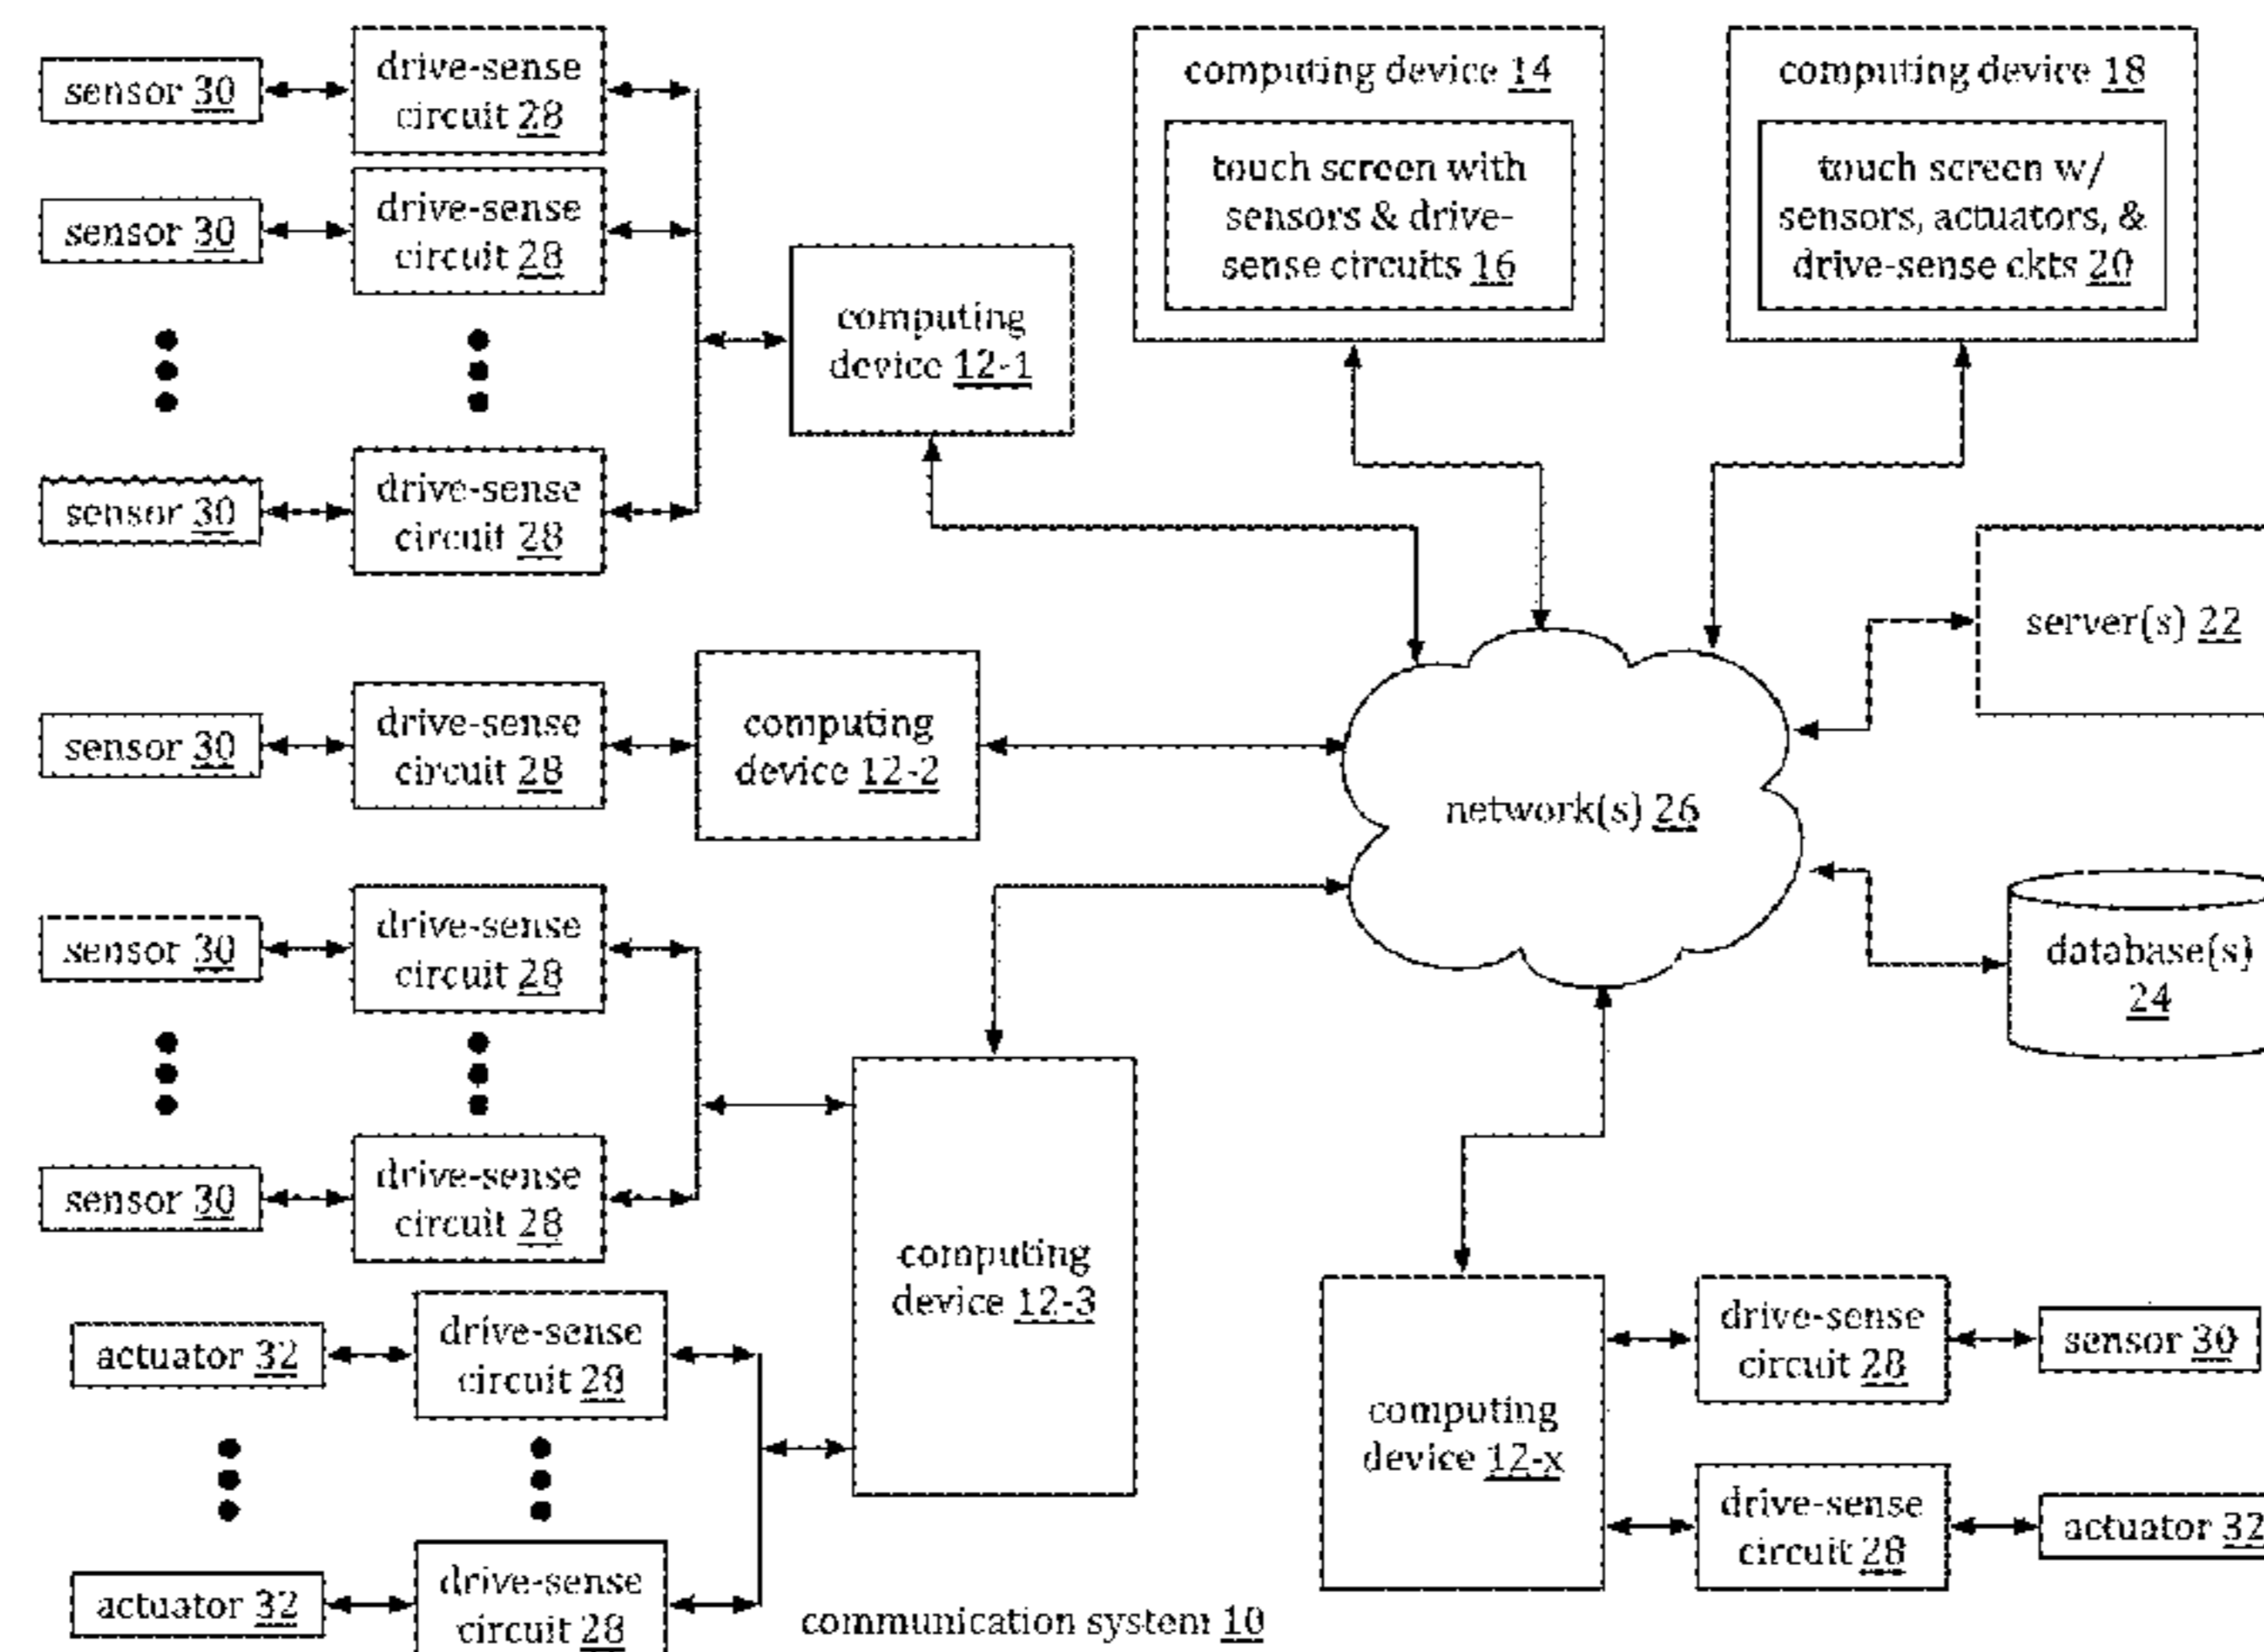 sensor 30
drive-sense
circuit 28
sensor 30
drive-sense
circuit 28
sensor 30
drive-sense
circuit 28
computing
device 12-1
computing device 14
touch screen with
sensors & drive-
sense circuits 16
computing device 18
touch screen w/
sensors, actuators, &
drive-sense ckts 20
server(s) 22
sensor 30
drive-sense
circuit 28
computing
device 12-2
network(s) 26
database(s)
24
sensor 30
drive-sense
circuit 28
sensor 30
drive-sense
circuit 28
computing
device 12-3
actuator 32
drive-sense
circuit 28
actuator 32
drive-sense
circuit 28
computing
device 12-x
drive-sense
circuit 28
sensor 30
drive-sense
circuit 28
actuator 32
communication system 10